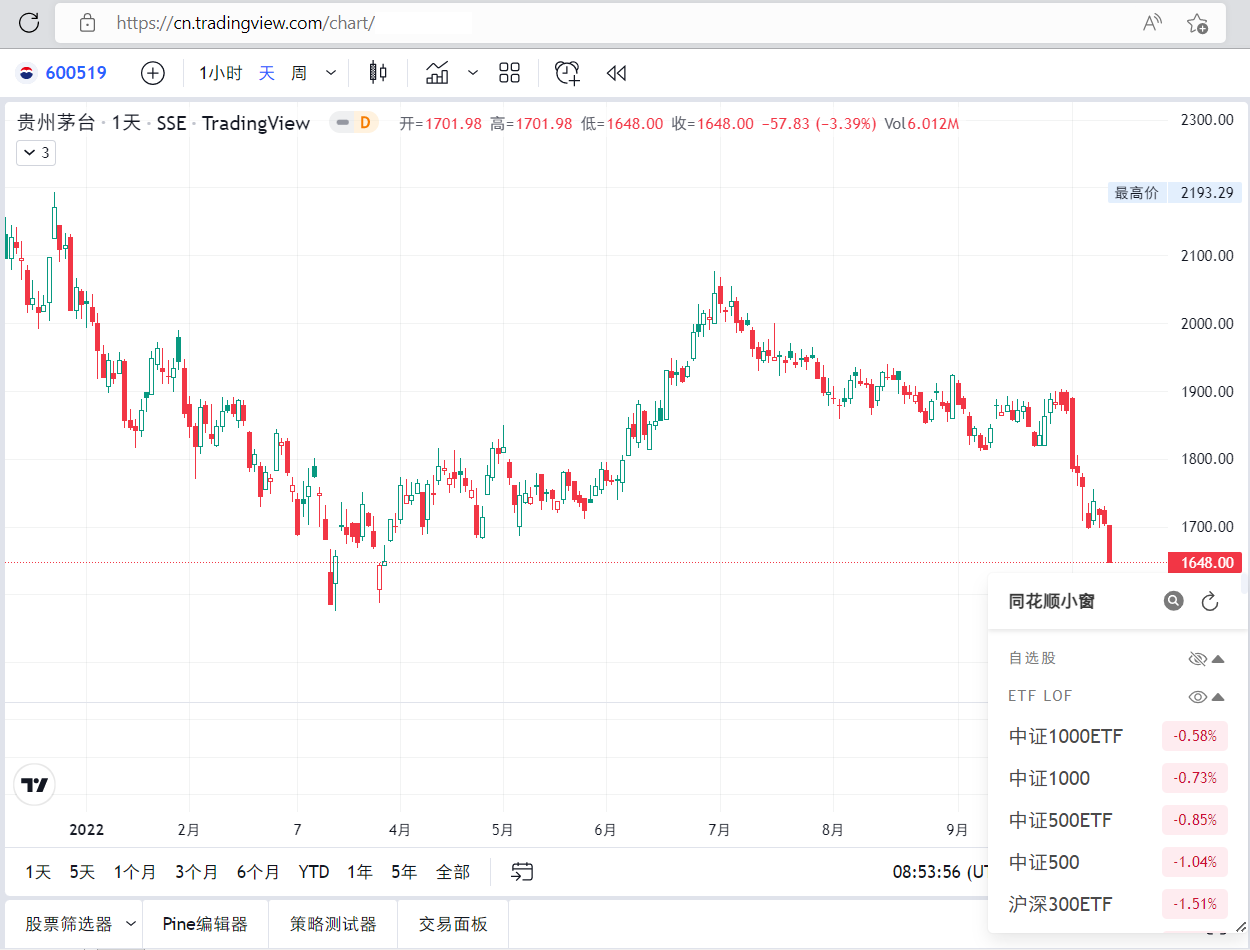 https://cn.tradingview.com/chart/
600519 1小时 天 周
贵州茅台 · 1天 · SSE · TradingView D 开=1701.98 高=1701.98 低=1648.00 收=1648.00 −57.83 (−3.39%) Vol6.012M
3
2300.00
最高价 2193.29
2100.00
2000.00
1900.00
1800.00
1700.00
1648.00
同花顺小窗
自选股
ETF LOF
中证1000ETF -0.58%
中证1000 -0.73%
中证500ETF -0.85%
中证500 -1.04%
沪深300ETF -1.51%
2022 2月 7 4月 5月 6月 7月 8月 9月
1天 5天 1个月 3个月 6个月 YTD 1年 5年 全部 08:53:56 (UT
股票筛选器 Pine编辑器 策略测试器 交易面板